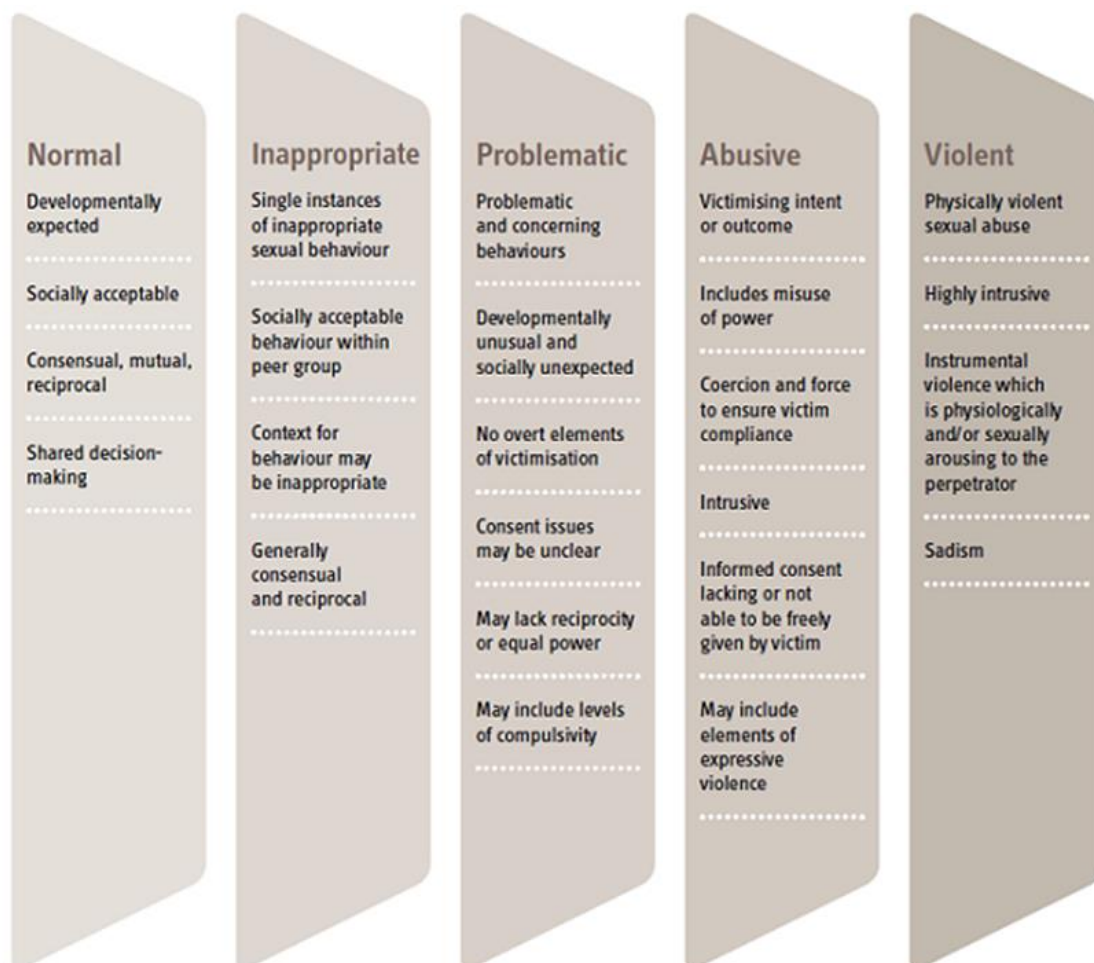 Normal
Developmentally
expected
Socially acceptable
Consensual, mutual,
reciprocal
Shared decision-
making
Inappropriate
Single instances
of inappropriate
sexual behaviour
Socially acceptable
behaviour within
peer group
Context for
behaviour may
be inappropriate
Generally
consensual
and reciprocal
Problematic
Problematic
and concerning
behaviours
Developmentally
unusual and
socially unexpected
No overt elements
of victimisation
Consent issues
may be unclear
May lack reciprocity
or equal power
May include levels
of compulsivity
Abusive
Victimising intent
or outcome
Includes misuse
of power
Coercion and force
to ensure victim
compliance
Intrusive
Informed consent
lacking or not
able to be freely
given by victim
May include
elements of
expressive
violence
Violent
Physically violent
sexual abuse
Highly intrusive
Instrumental
violence which
is physiologically
and/or sexually
arousing to the
perpetrator
Sadism